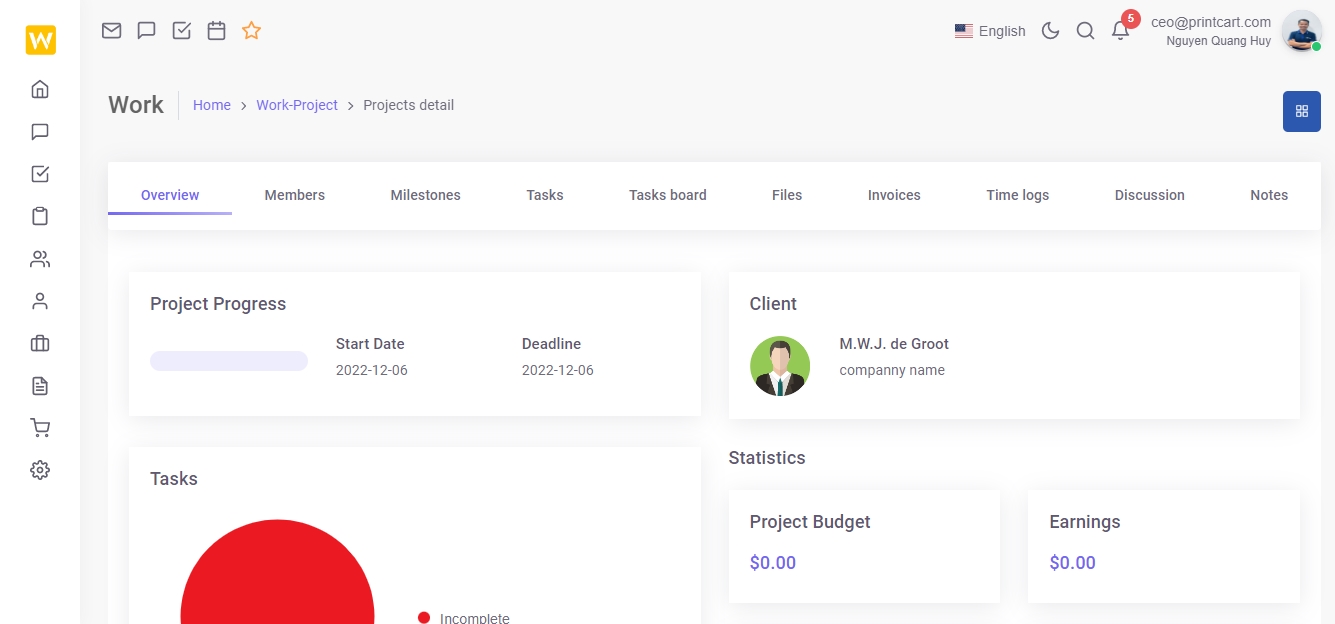 W
English
5
ceo@printcart.com
Nguyen Quang Huy
Work
Home > Work-Project > Projects detail
Overview Members Milestones Tasks Tasks board Files Invoices Time logs Discussion Notes
Project Progress
Start Date Deadline
2022-12-06 2022-12-06
Client
M.W.J. de Groot
companny name
Tasks
Incomplete
Statistics
Project Budget
$0.00
Earnings
$0.00